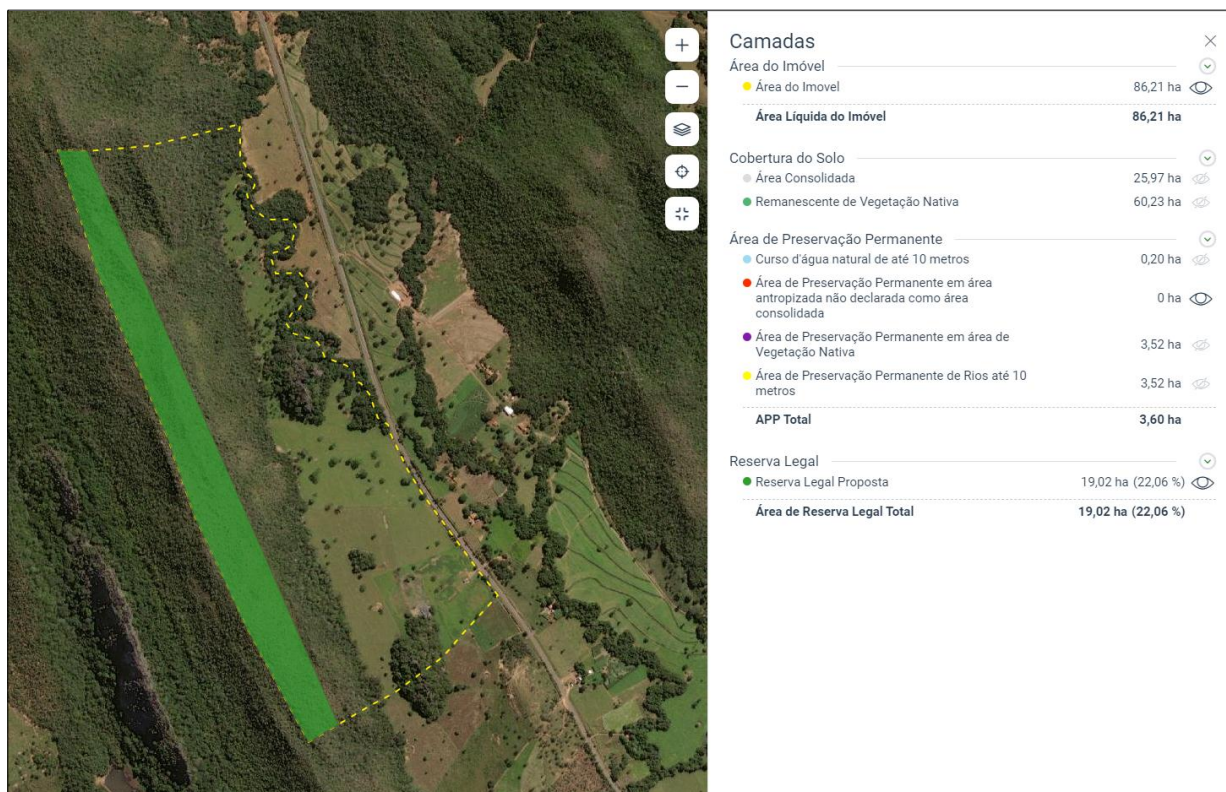 Camadas
Área do Imóvel
Área do Imovel 86,21 ha
Área Líquida do Imóvel 86,21 ha
Cobertura do Solo
Área Consolidada 25,97 ha
Remanescente de Vegetação Nativa 60,23 ha
Área de Preservação Permanente
Curso d'água natural de até 10 metros 0,20 ha
Área de Preservação Permanente em área
antropizada não declarada como área 0 ha
consolidada
Área de Preservação Permanente em área de
Vegetação Nativa 3,52 ha
Área de Preservação Permanente de Rios até 10
metros 3,52 ha
APP Total 3,60 ha
Reserva Legal
Reserva Legal Proposta 19,02 ha (22,06 %)
Área de Reserva Legal Total 19,02 ha (22,06 %)